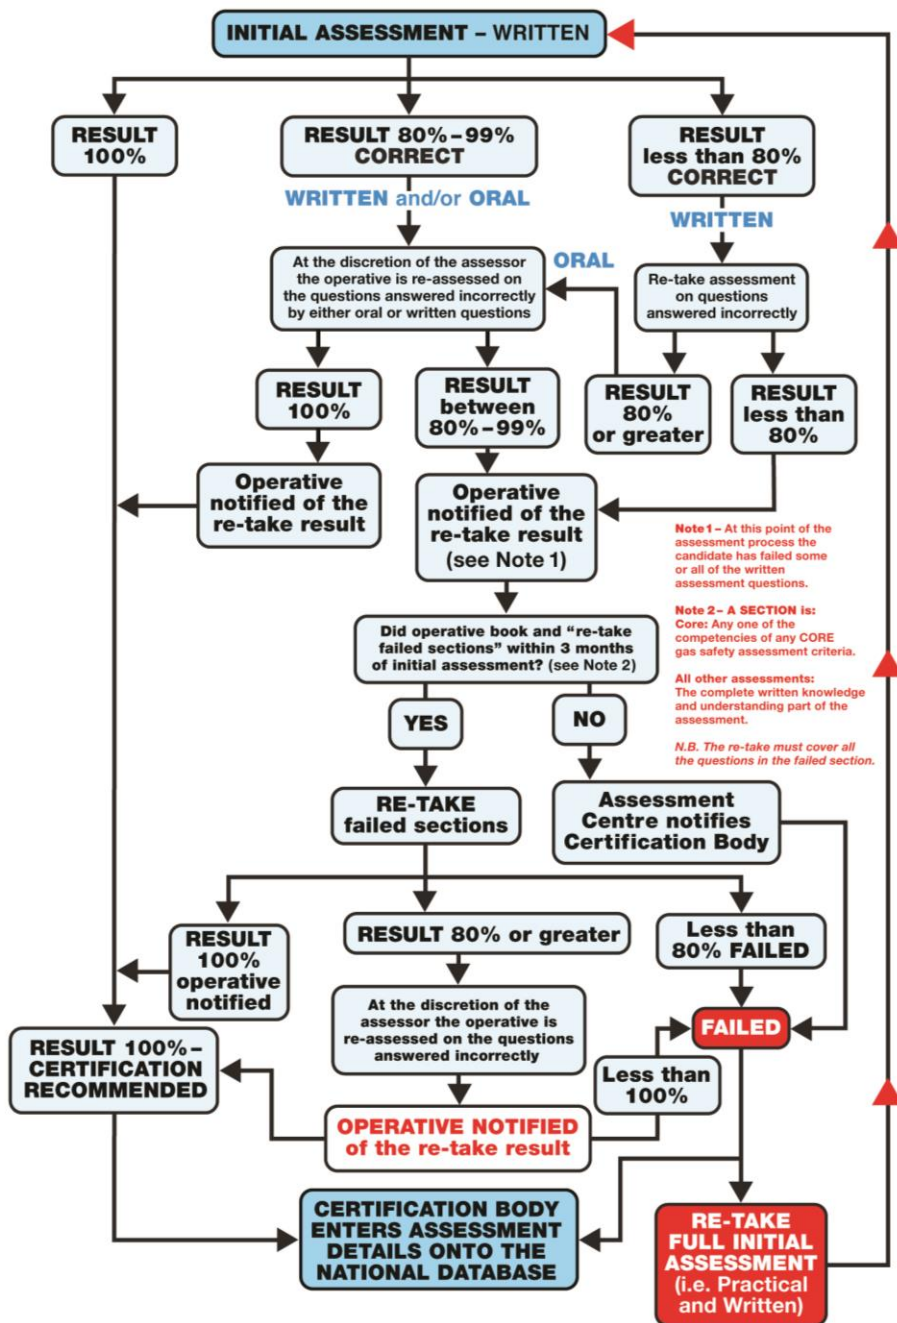 INITIAL ASSESSMENT – WRITTEN
RESULT
100%
RESULT 80%–99%
CORRECT
RESULT
less than 80%
CORRECT
WRITTEN and/or ORAL
WRITTEN
At the discretion of the assessor
the operative is re-assessed on
the questions answered incorrectly
by either oral or written questions
ORAL
Re-take assessment
on questions
answered incorrectly
RESULT
100%
RESULT
between
80%–99%
RESULT
80%
or greater
RESULT
less than
80%
Operative
notified of the
re-take result
Operative
notified of the
re-take result
(see Note 1)
Note 1 – At this point of the
assessment process the
candidate has failed some
or all of the written
assessment questions.
Note 2 – A SECTION is:
Core: Any one of the
competencies of any CORE
gas safety assessment criteria.
All other assessments:
The complete written knowledge
and understanding part of the
assessment.
N.B. The re-take must cover all
the questions in the failed section.
Did operative book and “re-take
failed sections” within 3 months
of initial assessment? (see Note 2)
YES
NO
RE-TAKE
failed sections
Assessment
Centre notifies
Certification Body
RESULT
100%
operative
notified
RESULT 80% or greater
Less than
80% FAILED
At the discretion of the
assessor the operative is
re-assessed on the questions
answered incorrectly
FAILED
RESULT 100%–
CERTIFICATION
RECOMMENDED
Less than
100%
OPERATIVE NOTIFIED
of the re-take result
CERTIFICATION BODY
ENTERS ASSESSMENT
DETAILS ONTO THE
NATIONAL DATABASE
RE-TAKE
FULL INITIAL
ASSESSMENT
(i.e. Practical
and Written)